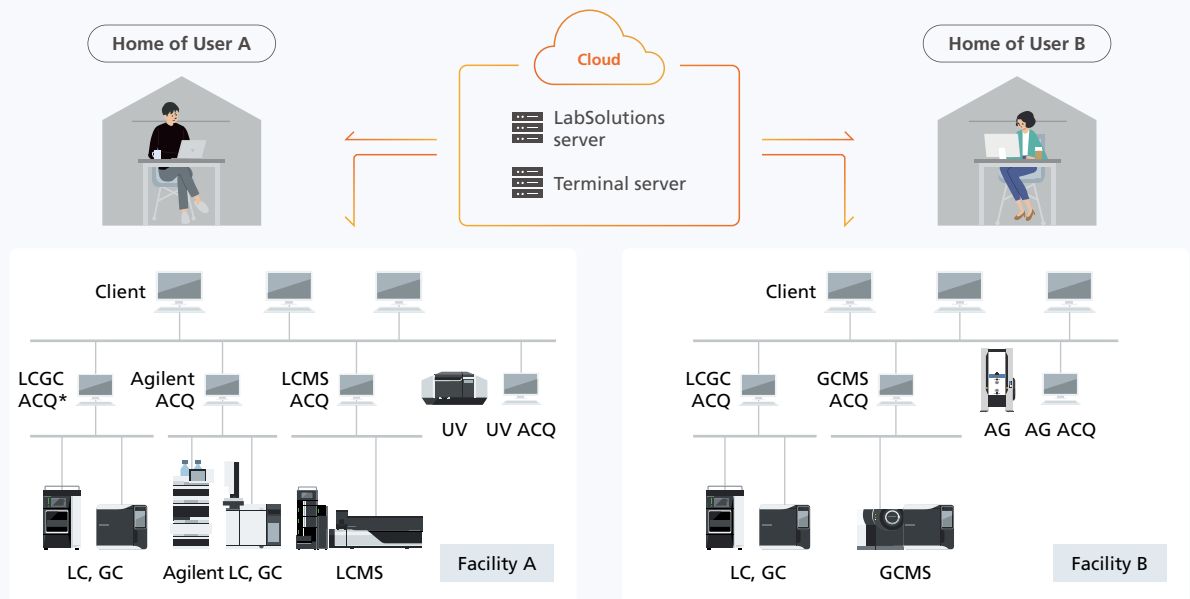 Home of User A
Cloud
Home of User B
LabSolutions
server
Terminal server
Client
LCGC
ACQ*
Agilent
ACQ
LCMS
ACQ
UV
UV ACQ
LC, GC
Agilent LC, GC
LCMS
Facility A
Client
LCGC
ACQ
GCMS
ACQ
AG
AG ACQ
LC, GC
GCMS
Facility B